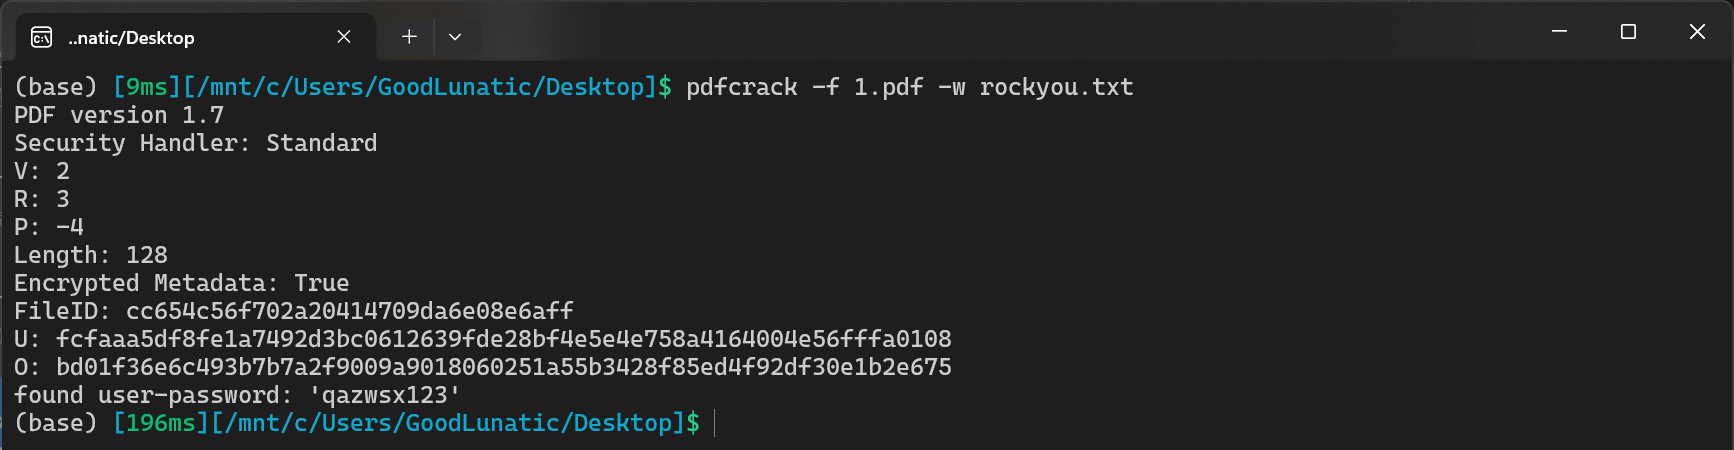 ..natic/Desktop
(base) [9ms][/mnt/c/Users/GoodLunatic/Desktop]$ pdfcrack -f 1.pdf -w rockyou.txt
PDF version 1.7
Security Handler: Standard
V: 2
R: 3
P: -4
Length: 128
Encrypted Metadata: True
FileID: cc654c56f702a20414709da6e08e6aff
U: fcfaaa5df8fe1a7492d3bc0612639fde28bf4e5e4e758a4164004e56fffa0108
O: bd01f36e6c493b7b7a2f9009a9018060251a55b3428f85ed4f92df30e1b2e675
found user-password: 'qazwsx123'
(base) [196ms][/mnt/c/Users/GoodLunatic/Desktop]$